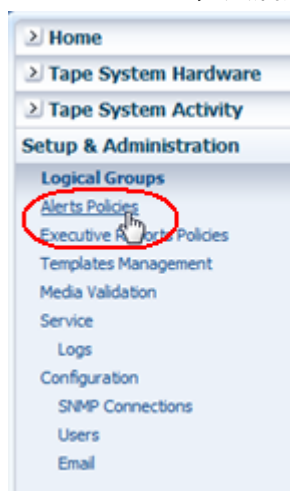 Home
Tape System Hardware
Tape System Activity
Setup & Administration
Logical Groups
Alerts Policies
Executive Reports Policies
Templates Management
Media Validation
Service
Logs
Configuration
SNMP Connections
Users
Email